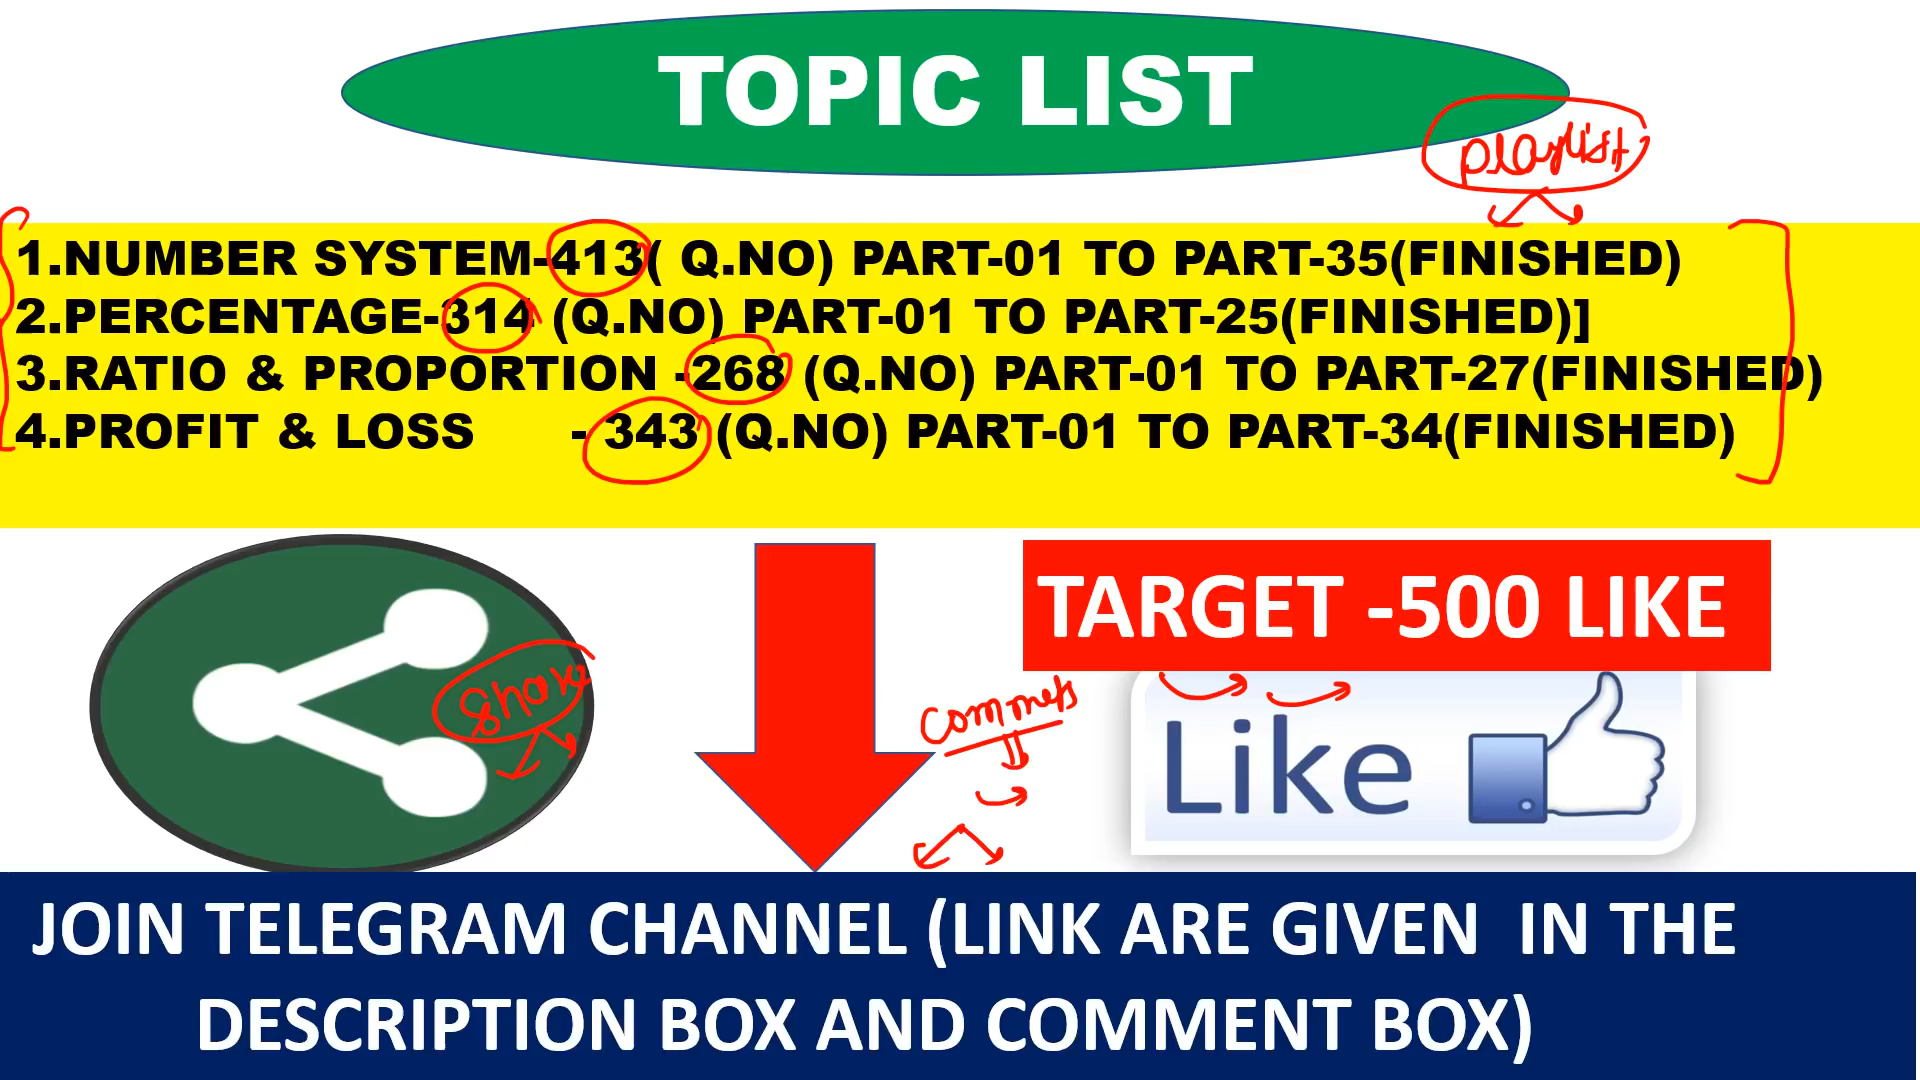 TOPIC LIST
playlist
1.NUMBER SYSTEM-413( Q.NO) PART-01 TO PART-35(FINISHED)
2.PERCENTAGE-314 (Q.NO) PART-01 TO PART-25(FINISHED)]
3.RATIO & PROPORTION -268 (Q.NO) PART-01 TO PART-27(FINISHED)
4.PROFIT & LOSS - 343 (Q.NO) PART-01 TO PART-34(FINISHED)
TARGET -500 LIKE
Share
Commets
Like
JOIN TELEGRAM CHANNEL (LINK ARE GIVEN IN THE
DESCRIPTION BOX AND COMMENT BOX)